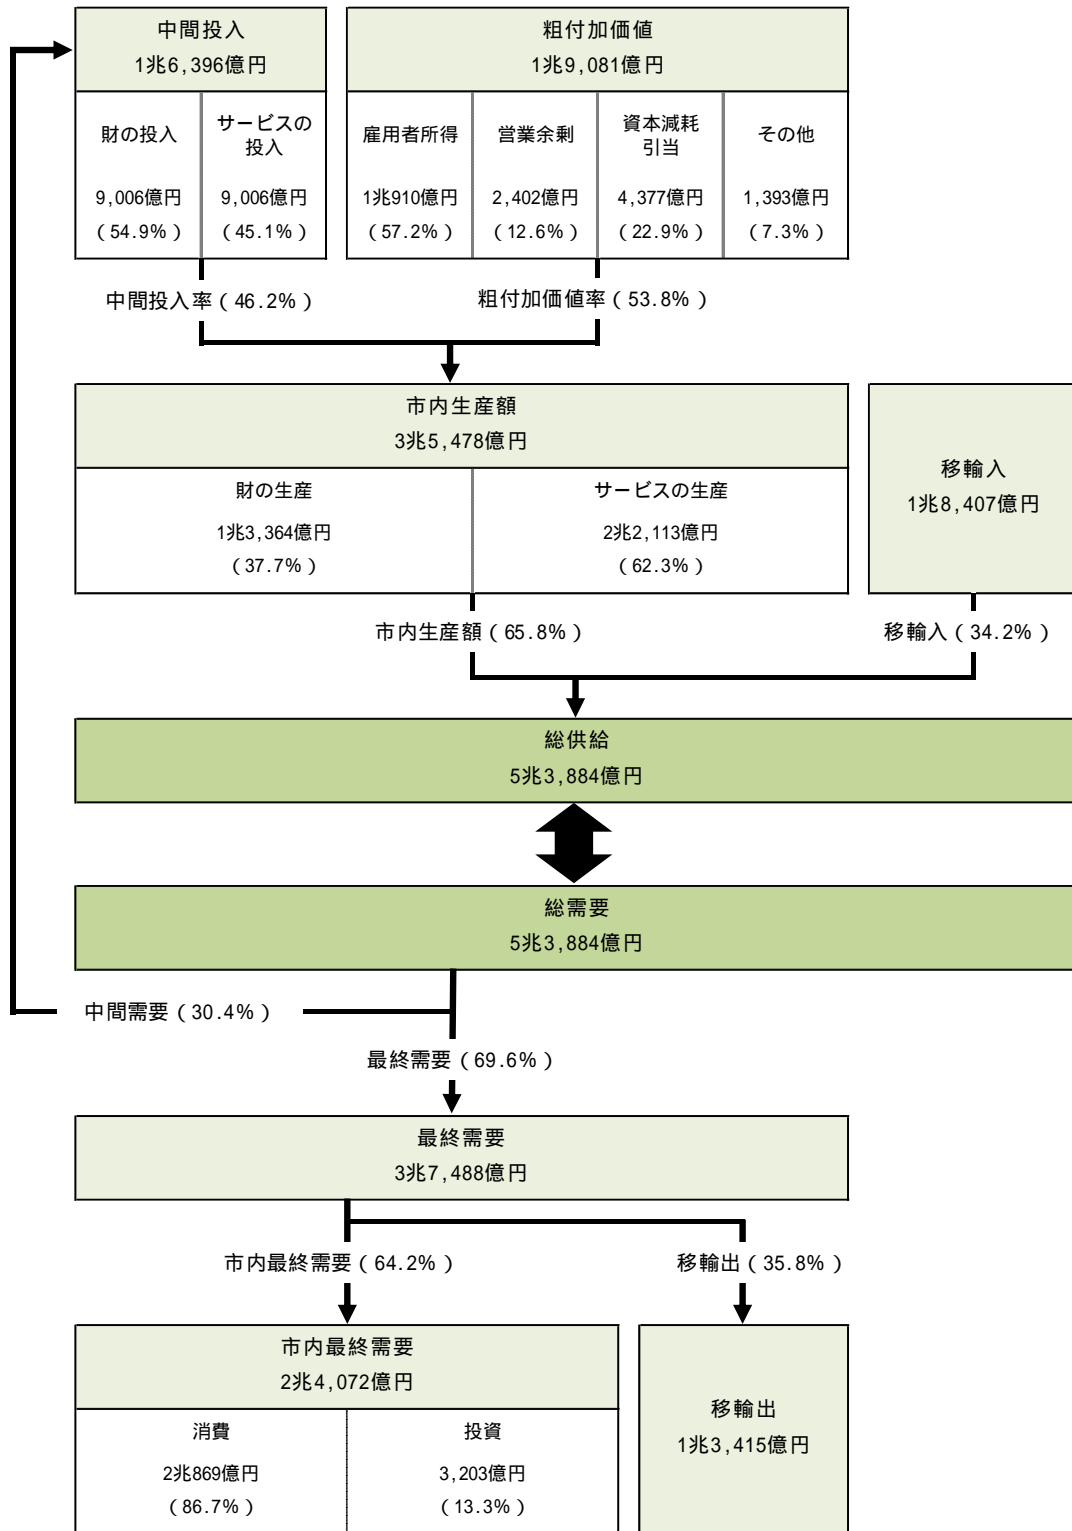 中間投入
1兆6,396億円
粗付加価値
1兆9,081億円
財の投入
9,006億円
(54.9%)
サービスの
投入
9,006億円
(45.1%)
雇用者所得
1兆910億円
(57.2%)
営業余剰
2,402億円
(12.6%)
資本減耗
引当
4,377億円
(22.9%)
その他
1,393億円
(7.3%)
中間投入率(46.2%)
粗付加価値率(53.8%)
市内生産額
3兆5,478億円
財の生産
1兆3,364億円
(37.7%)
サービスの生産
2兆2,113億円
(62.3%)
移輸入
1兆8,407億円
市内生産額(65.8%)
移輸入(34.2%)
総供給
5兆3,884億円
総需要
5兆3,884億円
中間需要(30.4%)
最終需要(69.6%)
最終需要
3兆7,488億円
市内最終需要(64.2%)
移輸出(35.8%)
市内最終需要
2兆4,072億円
消費
2兆869億円
(86.7%)
投資
3,203億円
(13.3%)
移輸出
1兆3,415億円